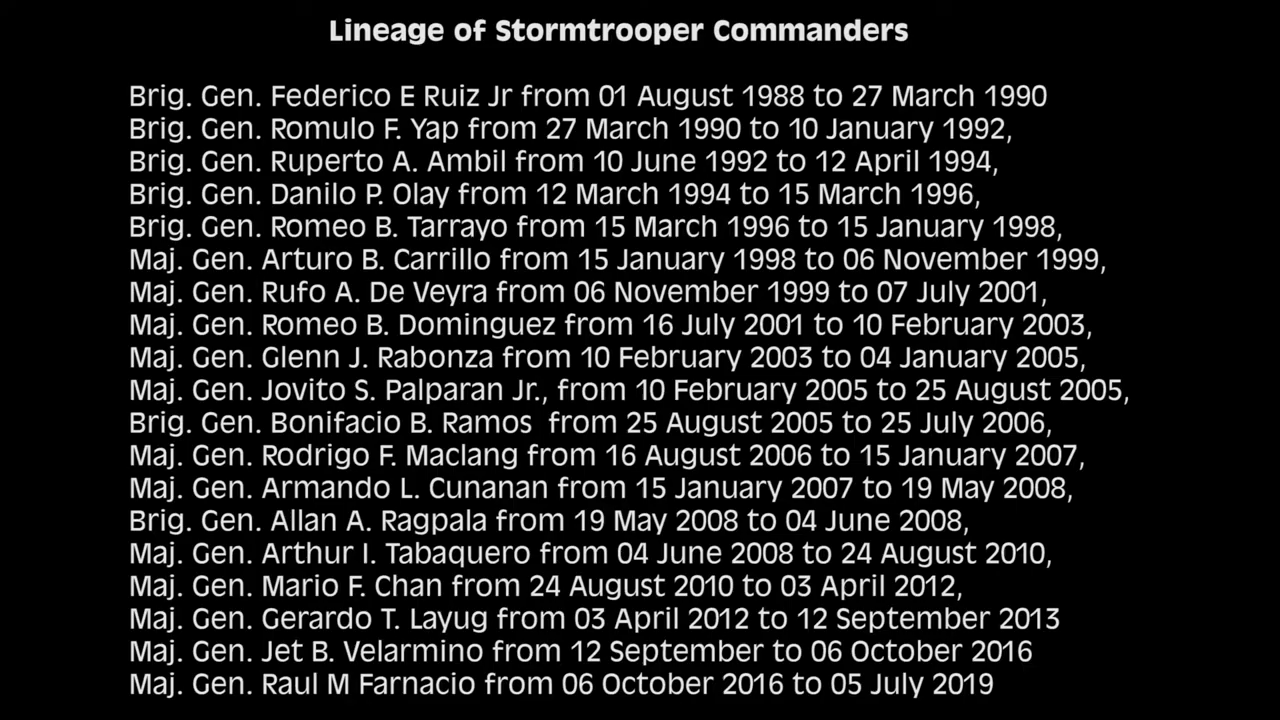 Lineage of Stormtrooper Commanders
Brig. Gen. Federico E Ruiz Jr from 01 August 1988 to 27 March 1990
Brig. Gen. Romulo F. Yap from 27 March 1990 to 10 January 1992,
Brig. Gen. Ruperto A. Ambil from 10 June 1992 to 12 April 1994,
Brig. Gen. Danilo P. Olay from 12 March 1994 to 15 March 1996,
Brig. Gen. Romeo B. Tarrayo from 15 March 1996 to 15 January 1998,
Maj. Gen. Arturo B. Carrillo from 15 January 1998 to 06 November 1999,
Maj. Gen. Rufo A. De Veyra from 06 November 1999 to 07 July 2001,
Maj. Gen. Romeo B. Dominguez from 16 July 2001 to 10 February 2003,
Maj. Gen. Glenn J. Rabonza from 10 February 2003 to 04 January 2005,
Maj. Gen. Jovito S. Palparan Jr., from 10 February 2005 to 25 August 2005,
Brig. Gen. Bonifacio B. Ramos  from 25 August 2005 to 25 July 2006,
Maj. Gen. Rodrigo F. Maclang from 16 August 2006 to 15 January 2007,
Maj. Gen. Armando L. Cunanan from 15 January 2007 to 19 May 2008,
Brig. Gen. Allan A. Ragpala from 19 May 2008 to 04 June 2008,
Maj. Gen. Arthur I. Tabaquero from 04 June 2008 to 24 August 2010,
Maj. Gen. Mario F. Chan from 24 August 2010 to 03 April 2012,
Maj. Gen. Gerardo T. Layug from 03 April 2012 to 12 September 2013
Maj. Gen. Jet B. Velarmino from 12 September to 06 October 2016
Maj. Gen. Raul M Farnacio from 06 October 2016 to 05 July 2019